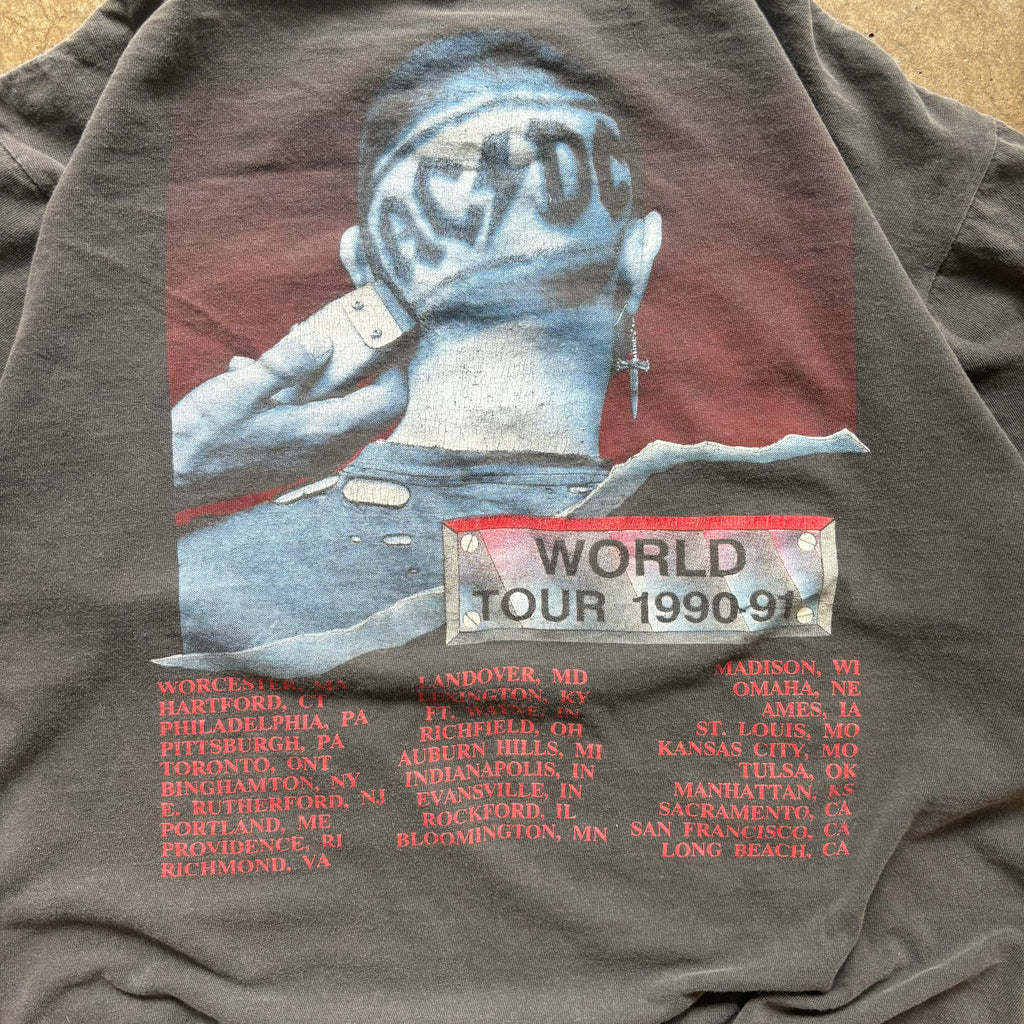 AC⚡DC
WORLD
TOUR 1990-91
WORCESTER, MA
HARTFORD, CT
PHILADELPHIA, PA
PITTSBURGH, PA
TORONTO, ONT
BINGHAMTON, NY
E. RUTHERFORD, NJ
PORTLAND, ME
PROVIDENCE, RI
RICHMOND, VA
LANDOVER, MD
LEXINGTON, KY
FT. WAYNE, IN
RICHFIELD, OH
AUBURN HILLS, MI
INDIANAPOLIS, IN
EVANSVILLE, IN
ROCKFORD, IL
BLOOMINGTON, MN
MADISON, WI
OMAHA, NE
AMES, IA
ST. LOUIS, MO
KANSAS CITY, MO
TULSA, OK
MANHATTAN, KS
SACRAMENTO, CA
SAN FRANCISCO, CA
LONG BEACH, CA